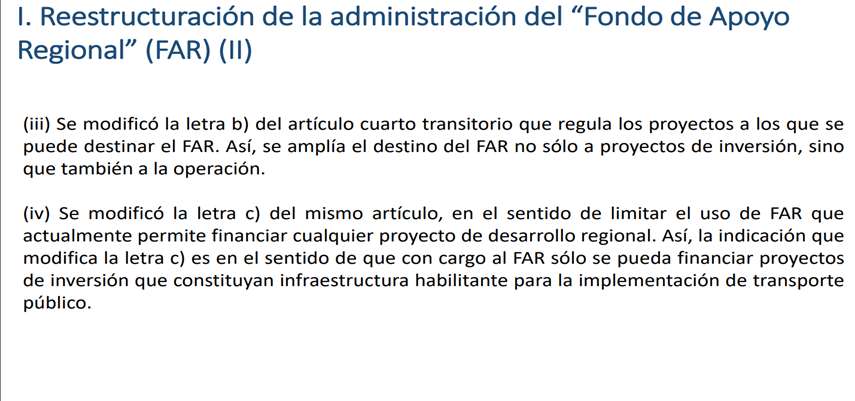 I. Reestructuración de la administración del “Fondo de Apoyo
Regional” (FAR) (II)
(iii) Se modificó la letra b) del artículo cuarto transitorio que regula los proyectos a los que se
puede destinar el FAR. Así, se amplía el destino del FAR no sólo a proyectos de inversión, sino
que también a la operación.
(iv) Se modificó la letra c) del mismo artículo, en el sentido de limitar el uso de FAR que
actualmente permite financiar cualquier proyecto de desarrollo regional. Así, la indicación que
modifica la letra c) es en el sentido de que con cargo al FAR sólo se pueda financiar proyectos
de inversión que constituyan infraestructura habilitante para la implementación de transporte
público.